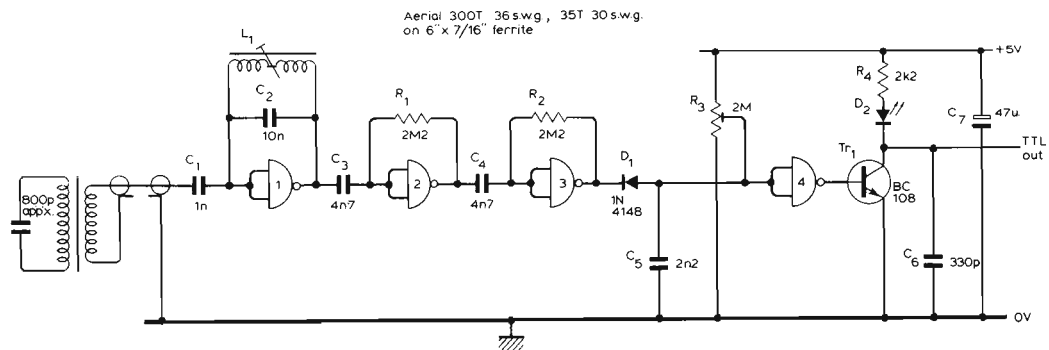 Aerial 300T 36 s.w.g., 35T 30 s.w.g.
on 6" x 7/16" ferrite
L1
C2
10n
R1
2M2
R2
2M2
R3
2M
R4
2k2
D2
+5V
C7
47u
TTL
out
C1
1n
1
C3
4n7
2
C4
4n7
3
D1
1N
4148
4
Tr1
BC
108
800p
appx.
C5
2n2
C6
330p
0V